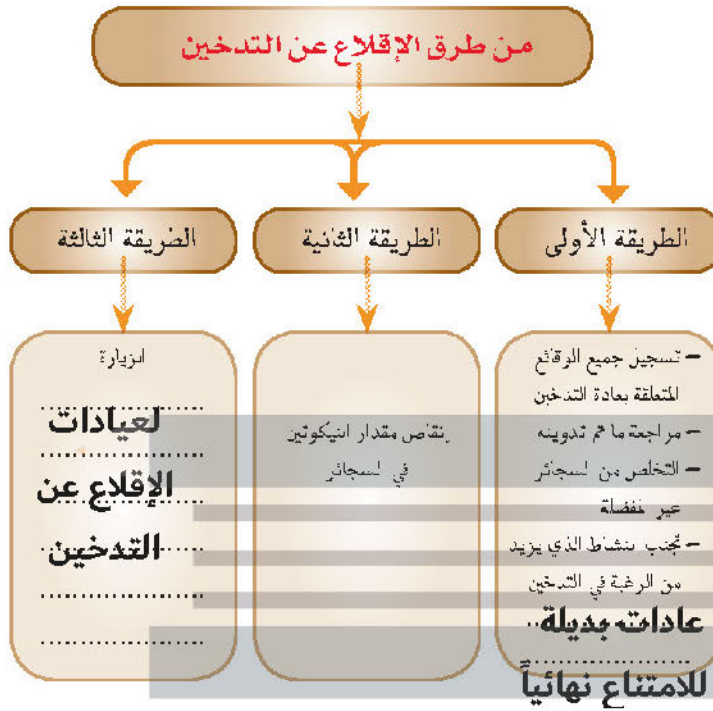 من طرق الإقلاع عن التدخين
الطريقة الأولى
الطريقة الثانية
الطريقة الثالثة
– تسجيل جميع الوقائع
المتعلقة بعادة التدخين
– مراجعة ما تم تدوينه
– التخلص من السجائر
غير المفضلة
– تجنب النشاط الذي يزيد
من الرغبة في التدخين
عادات بديلة
للامتناع نهائياً
إنقاص مقدار النيكوتين
في السجائر
الزيارة
لعيادات
الإقلاع عن
التدخين